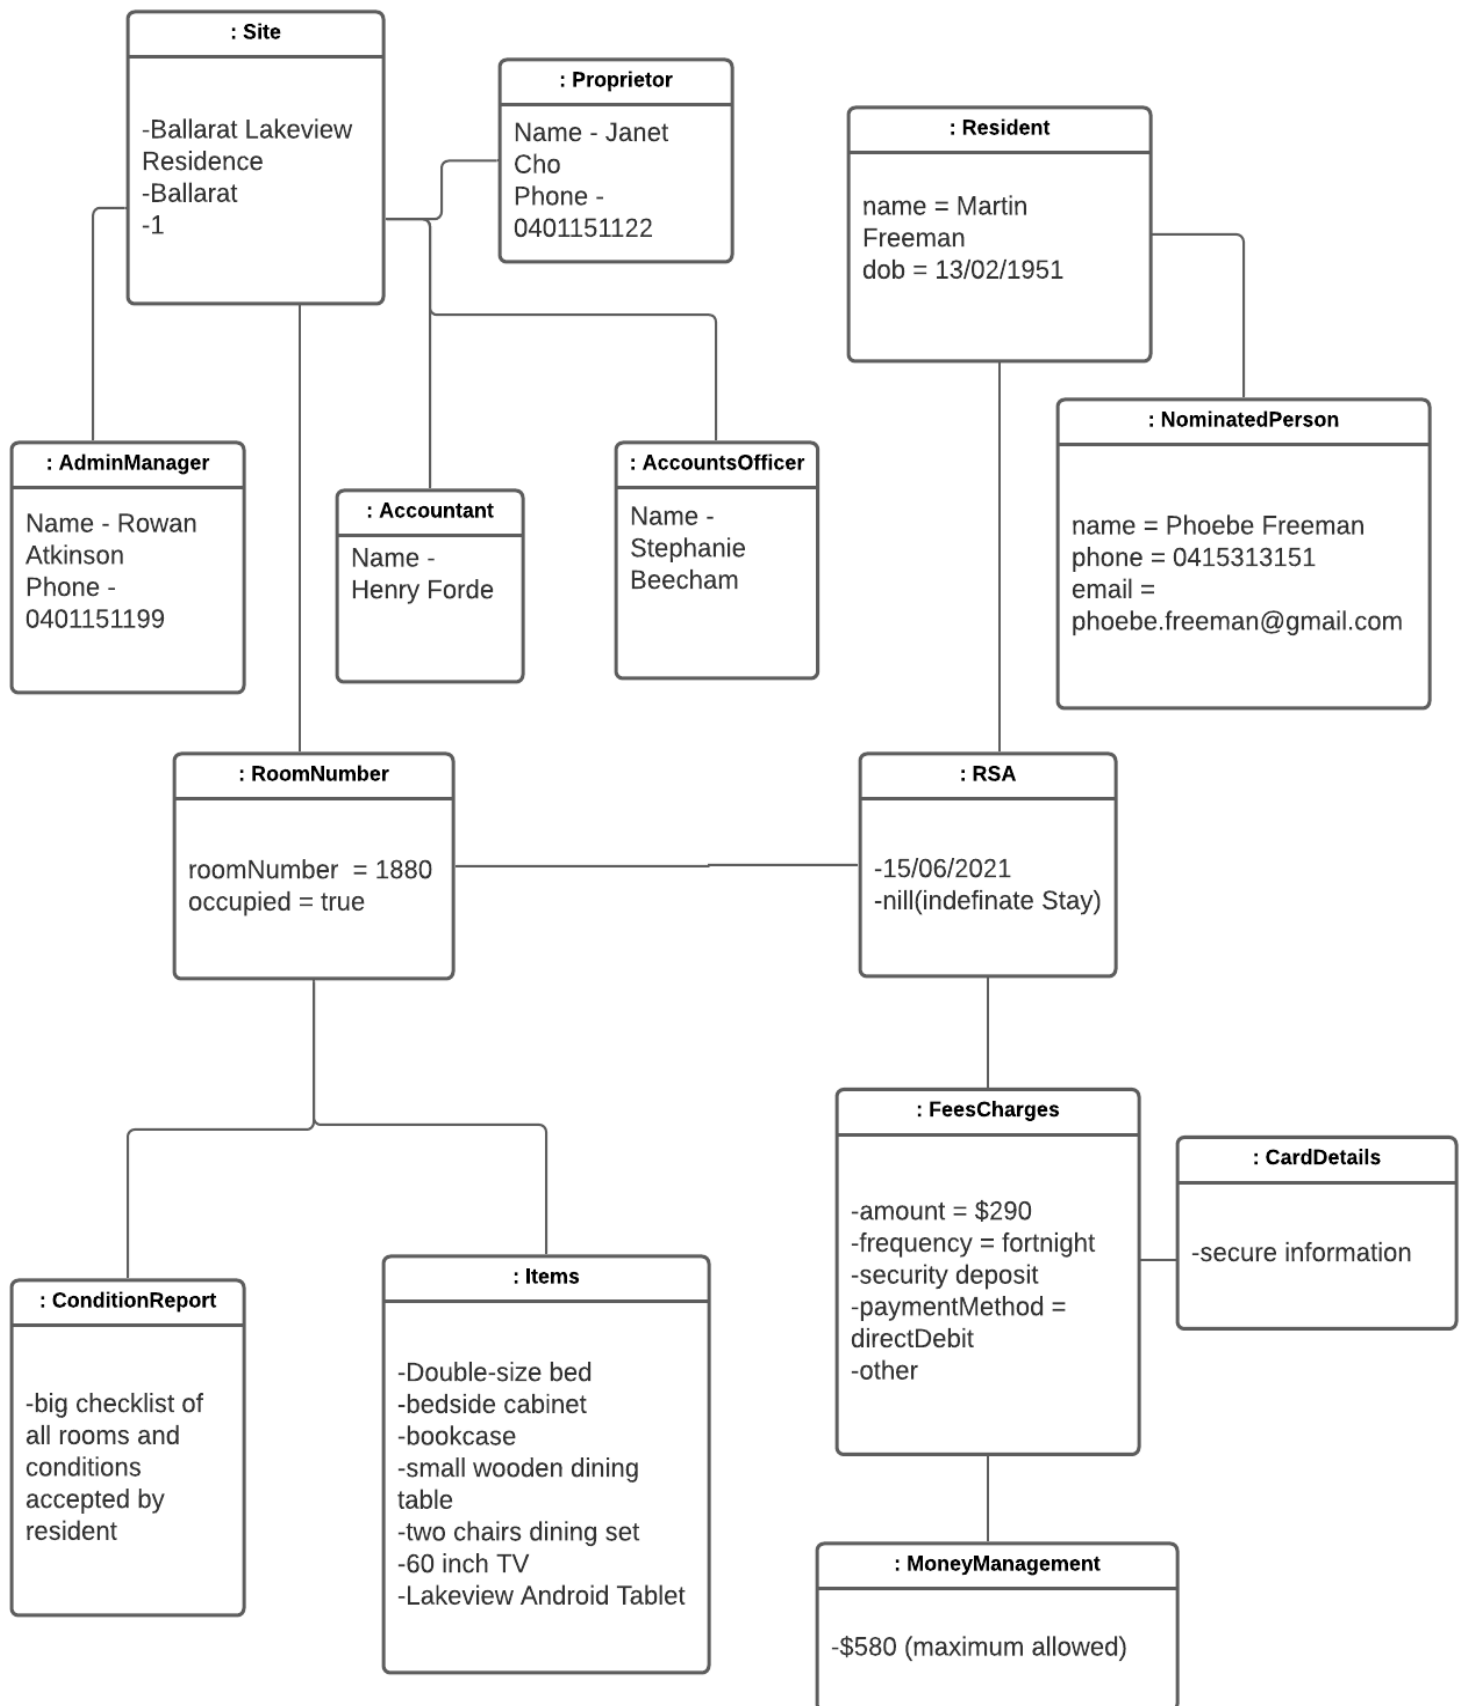 : Site
-Ballarat Lakeview
Residence
-Ballarat
-1
: Proprietor
Name - Janet
Cho
Phone -
0401151122
: Resident
name = Martin
Freeman
dob = 13/02/1951
: NominatedPerson
name = Phoebe Freeman
phone = 0415313151
email =
phoebe.freeman@gmail.com
: AdminManager
Name - Rowan
Atkinson
Phone -
0401151199
: Accountant
Name -
Henry Forde
: AccountsOfficer
Name -
Stephanie
Beecham
: RoomNumber
roomNumber  = 1880
occupied = true
: RSA
-15/06/2021
-nill(indefinate Stay)
: FeesCharges
-amount = $290
-frequency = fortnight
-security deposit
-paymentMethod =
directDebit
-other
: CardDetails
-secure information
: ConditionReport
-big checklist of
all rooms and
conditions
accepted by
resident
: Items
-Double-size bed
-bedside cabinet
-bookcase
-small wooden dining
table
-two chairs dining set
-60 inch TV
-Lakeview Android Tablet
: MoneyManagement
-$580 (maximum allowed)